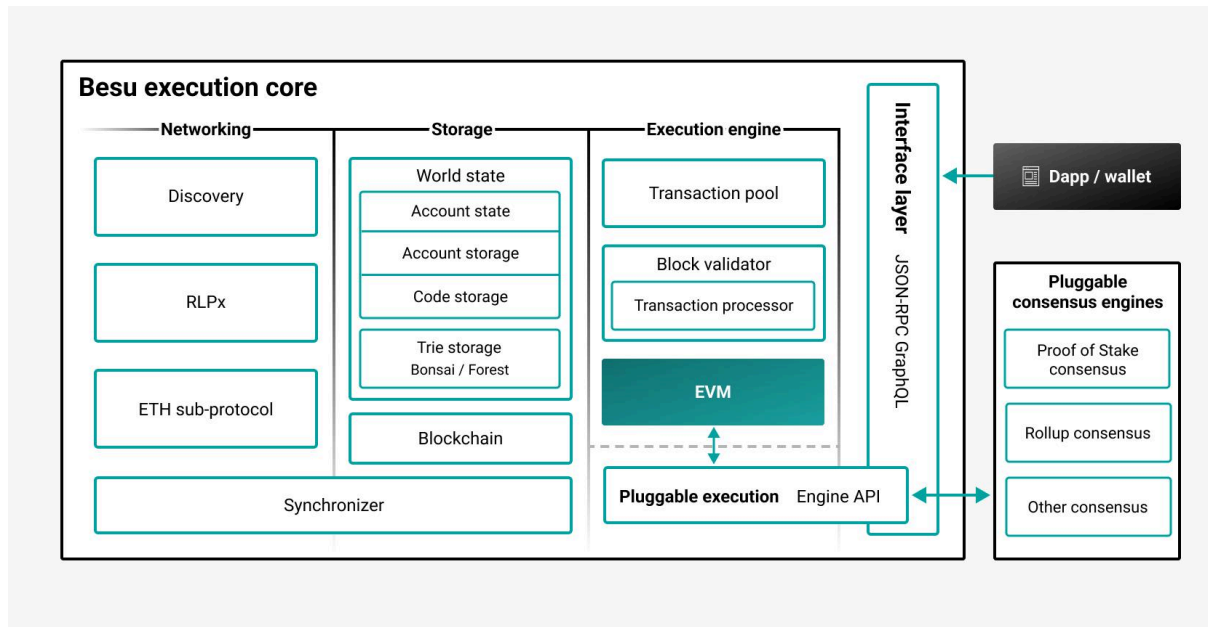 Besu execution core
Networking
Discovery
RLPx
ETH sub-protocol
Synchronizer
Storage
World state
Account state
Account storage
Code storage
Trie storage
Bonsai / Forest
Blockchain
Execution engine
Transaction pool
Block validator
Transaction processor
EVM
Pluggable execution Engine API
Interface layer JSON-RPC GraphQL
Dapp / wallet
Pluggable
consensus engines
Proof of Stake
consensus
Rollup consensus
Other consensus